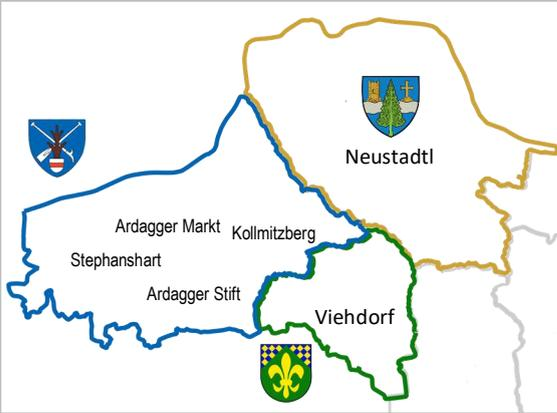 Neustadtl
Ardagger Markt
Kollmitzberg
Stephanshart
Ardagger Stift
Viehdorf